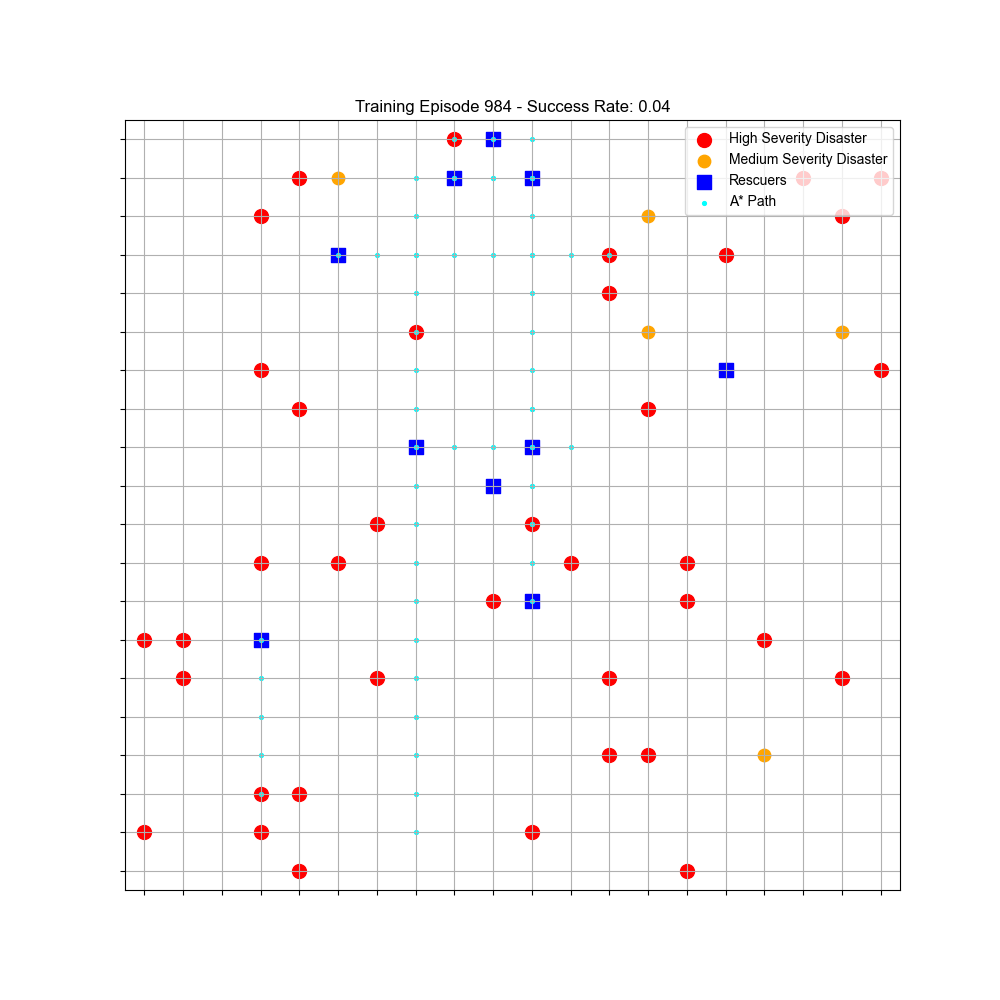 Training Episode 984 - Success Rate: 0.04
High Severity Disaster
Medium Severity Disaster
Rescuers
A* Path